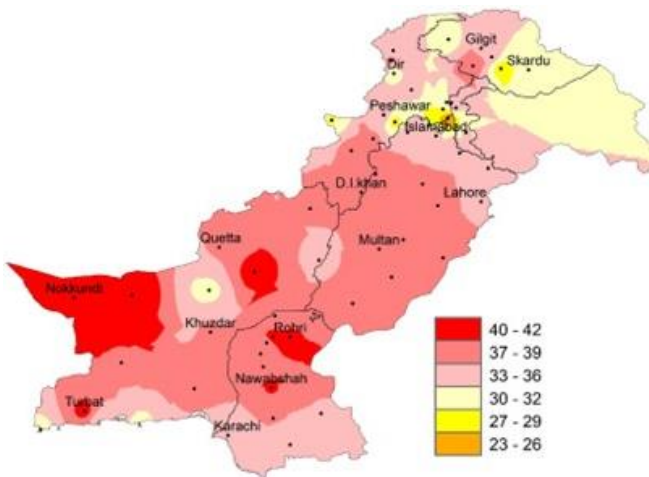 Gilgit
Skardu
Dir
Peshawar
Islamabad
D.I.khan
Lahore
Quetta
Multan
Nokkundi
Khuzdar
Rohri
Nawabshah
Turbat
Karachi
40 - 42
37 - 39
33 - 36
30 - 32
27 - 29
23 - 26